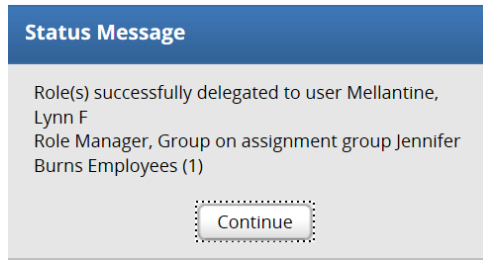 Status Message
Role(s) successfully delegated to user Mellantine,
Lynn F
Role Manager, Group on assignment group Jennifer
Burns Employees (1)
Continue